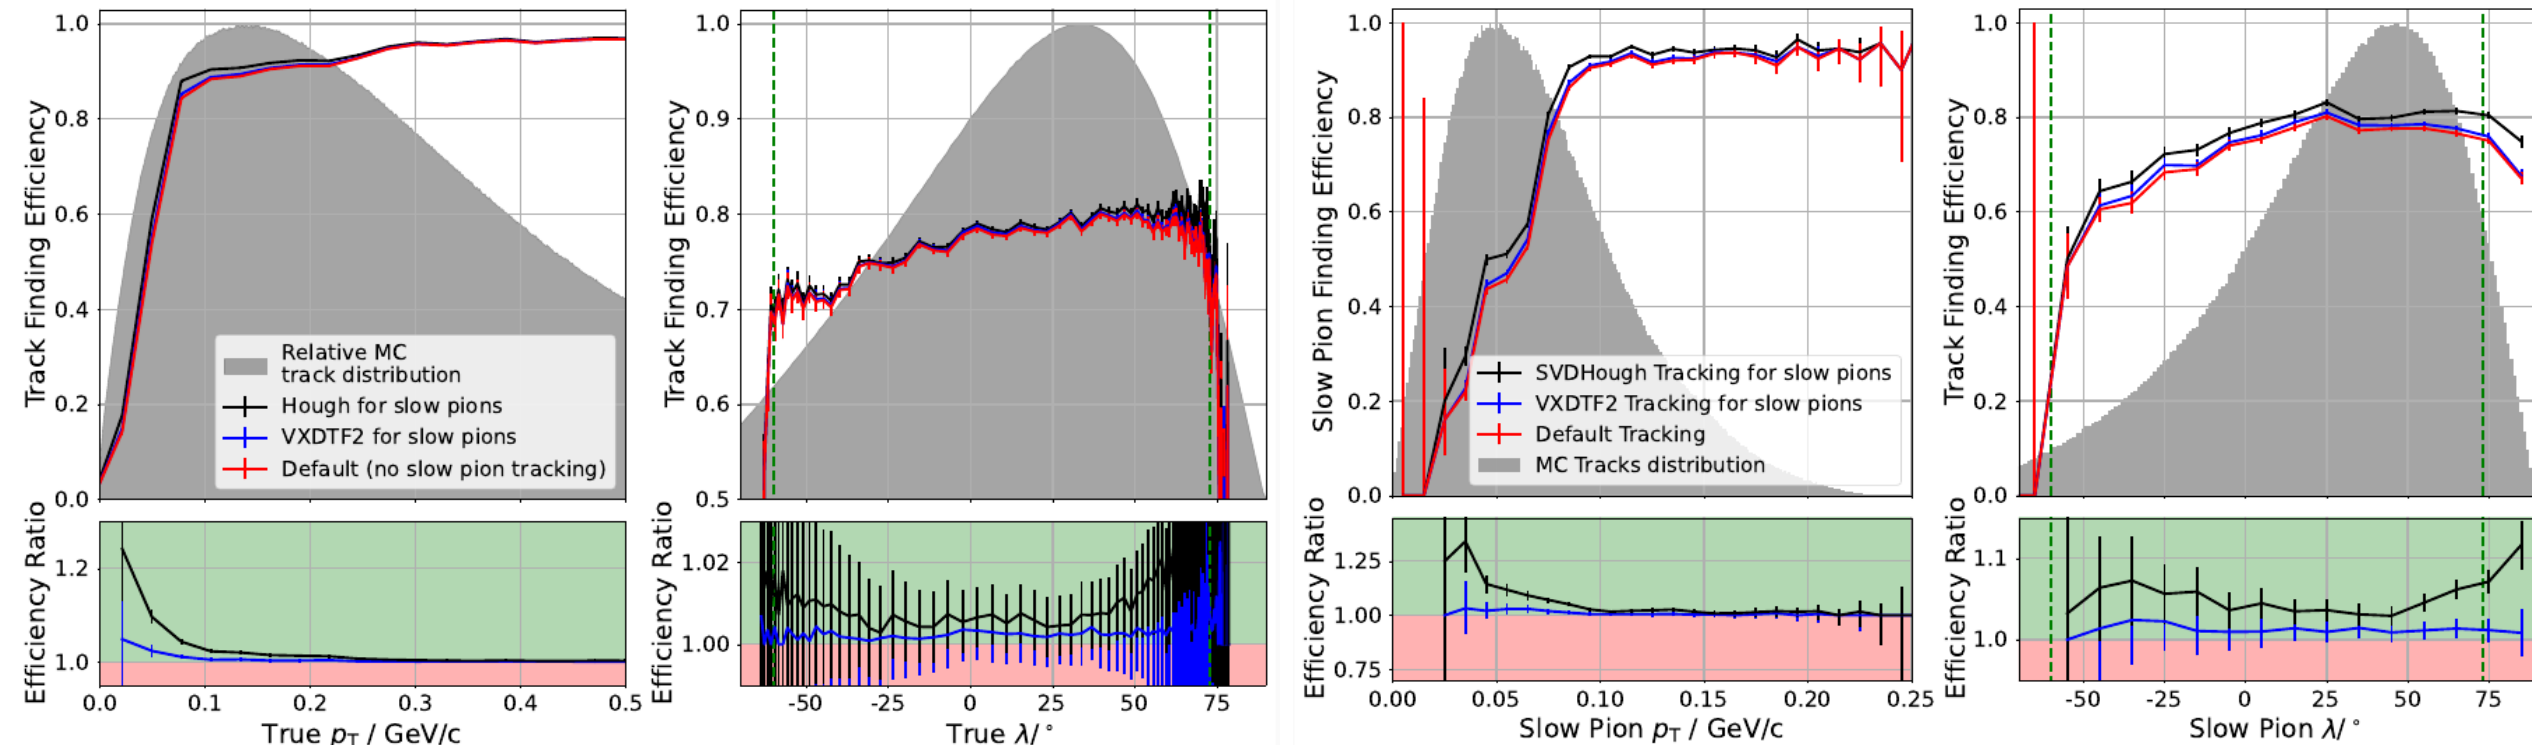 Track Finding Efficiency
1.0
0.8
0.6
0.4
0.2
0.0
Relative MC
track distribution
Hough for slow pions
VXDTF2 for slow pions
Default (no slow pion tracking)
Efficiency Ratio
1.2
1.0
0.0 0.1 0.2 0.3 0.4 0.5
True pT / GeV/c
Track Finding Efficiency
1.0
0.9
0.8
0.7
0.6
0.5
Efficiency Ratio
1.02
1.00
-50 -25 0 25 50 75
True λ/°
Slow Pion Finding Efficiency
1.0
0.8
0.6
0.4
0.2
0.0
SVDHough Tracking for slow pions
VXDTF2 Tracking for slow pions
Default Tracking
MC Tracks distribution
Efficiency Ratio
1.25
1.00
0.75
0.00 0.05 0.10 0.15 0.20 0.25
Slow Pion pT / GeV/c
Track Finding Efficiency
1.0
0.8
0.6
0.4
0.2
0.0
Efficiency Ratio
1.1
1.0
-50 -25 0 25 50 75
Slow Pion λ/°